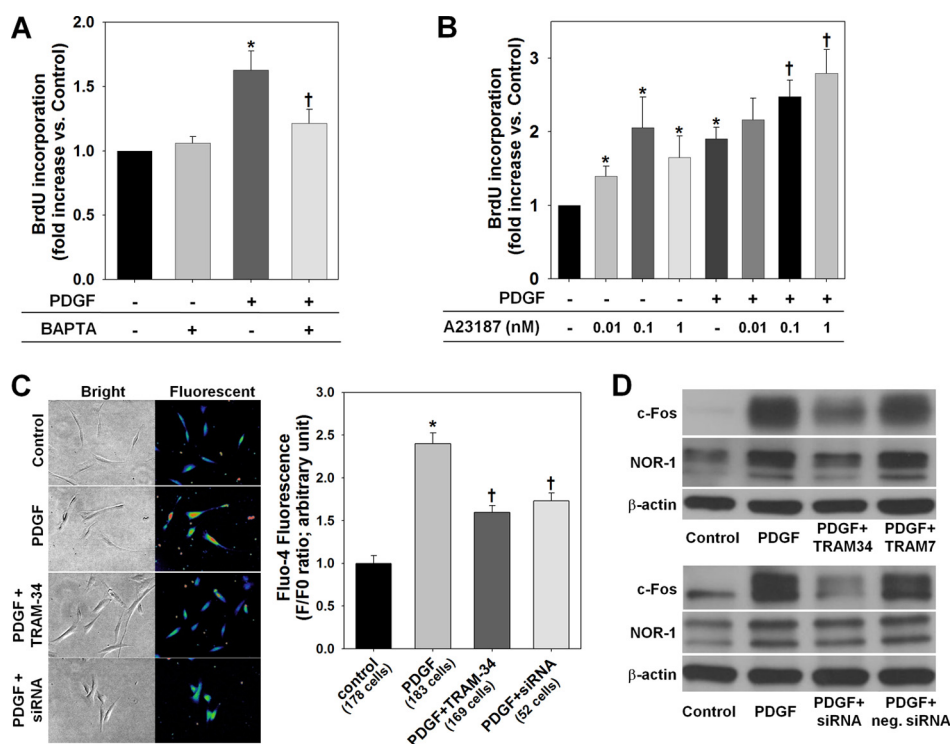 A
BrdU incorporation
(fold increase vs. Control)
2.0
1.5
1.0
0.5
0.0
*
†
PDGF - - + +
BAPTA - + - +
B
BrdU incorporation
(fold increase vs. Control)
3
2
1
0
* * * * † †
PDGF - - - - + + + +
A23187 (nM) - 0.01 0.1 1 - 0.01 0.1 1
C
Bright Fluorescent
Control
PDGF
PDGF +
TRAM-34
PDGF +
siRNA
Fluo-4 Fluorescence
(F/F0 ratio; arbitrary unit)
3.0
2.5
2.0
1.5
1.0
0.5
0.0
*
†
†
control
(178 cells)
PDGF
(183 cells)
PDGF+TRAM-34
(169 cells)
PDGF+siRNA
(52 cells)
D
c-Fos
NOR-1
β-actin
Control PDGF PDGF+ PDGF+
TRAM34 TRAM7
c-Fos
NOR-1
β-actin
Control PDGF PDGF+ PDGF+
siRNA neg. siRNA